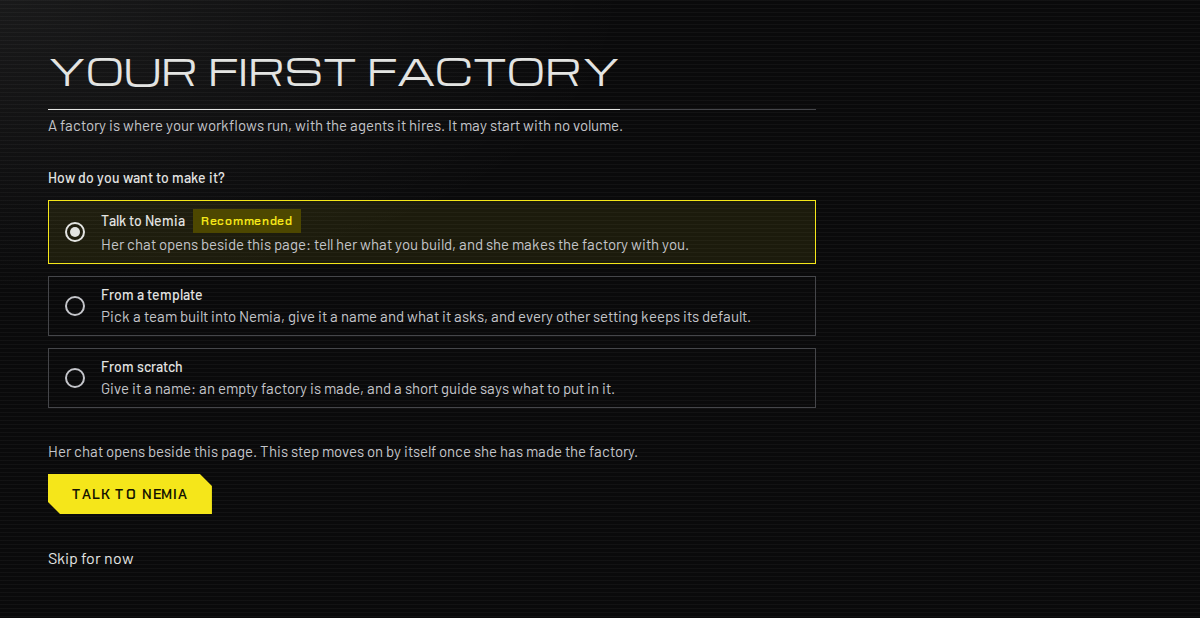 YOUR FIRST FACTORY
A factory is where your workflows run, with the agents it hires. It may start with no volume.
How do you want to make it?
Talk to Nemia Recommended
Her chat opens beside this page: tell her what you build, and she makes the factory with you.
From a template
Pick a team built into Nemia, give it a name and what it asks, and every other setting keeps its default.
From scratch
Give it a name: an empty factory is made, and a short guide says what to put in it.
Her chat opens beside this page. This step moves on by itself once she has made the factory.
TALK TO NEMIA
Skip for now